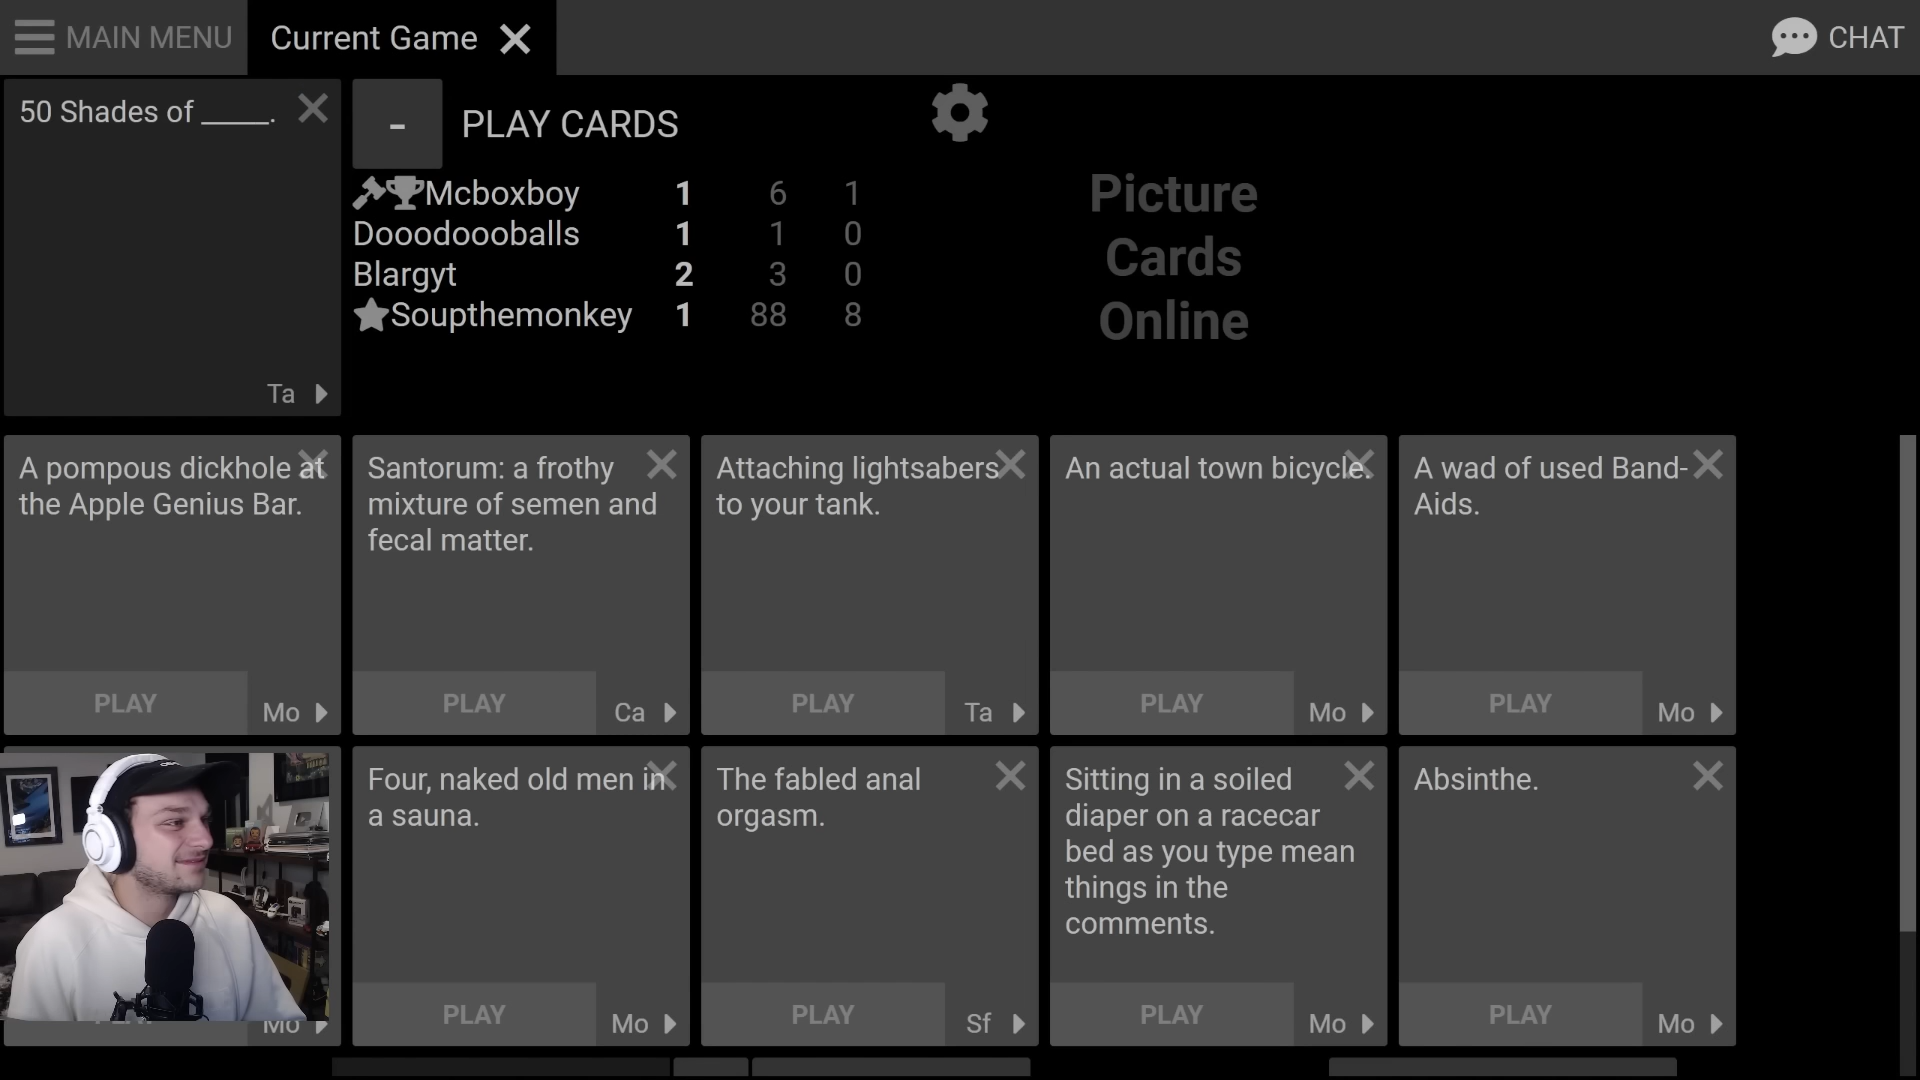 MAIN MENU
Current Game
CHAT
50 Shades of _____.
Ta
-
PLAY CARDS
Mcboxboy 1 6 1
Dooodoooballs 1 1 0
Blargyt 2 3 0
Soupthemonkey 1 88 8
Picture
Cards
Online
A pompous dickhole at
the Apple Genius Bar.
PLAY
Mo
Santorum: a frothy
mixture of semen and
fecal matter.
PLAY
Ca
Attaching lightsabers
to your tank.
PLAY
Ta
An actual town bicycle.
PLAY
Mo
A wad of used Band-
Aids.
PLAY
Mo
PLAY
Mo
Four, naked old men in
a sauna.
PLAY
Mo
The fabled anal
orgasm.
PLAY
Sf
Sitting in a soiled
diaper on a racecar
bed as you type mean
things in the
comments.
PLAY
Mo
Absinthe.
PLAY
Mo